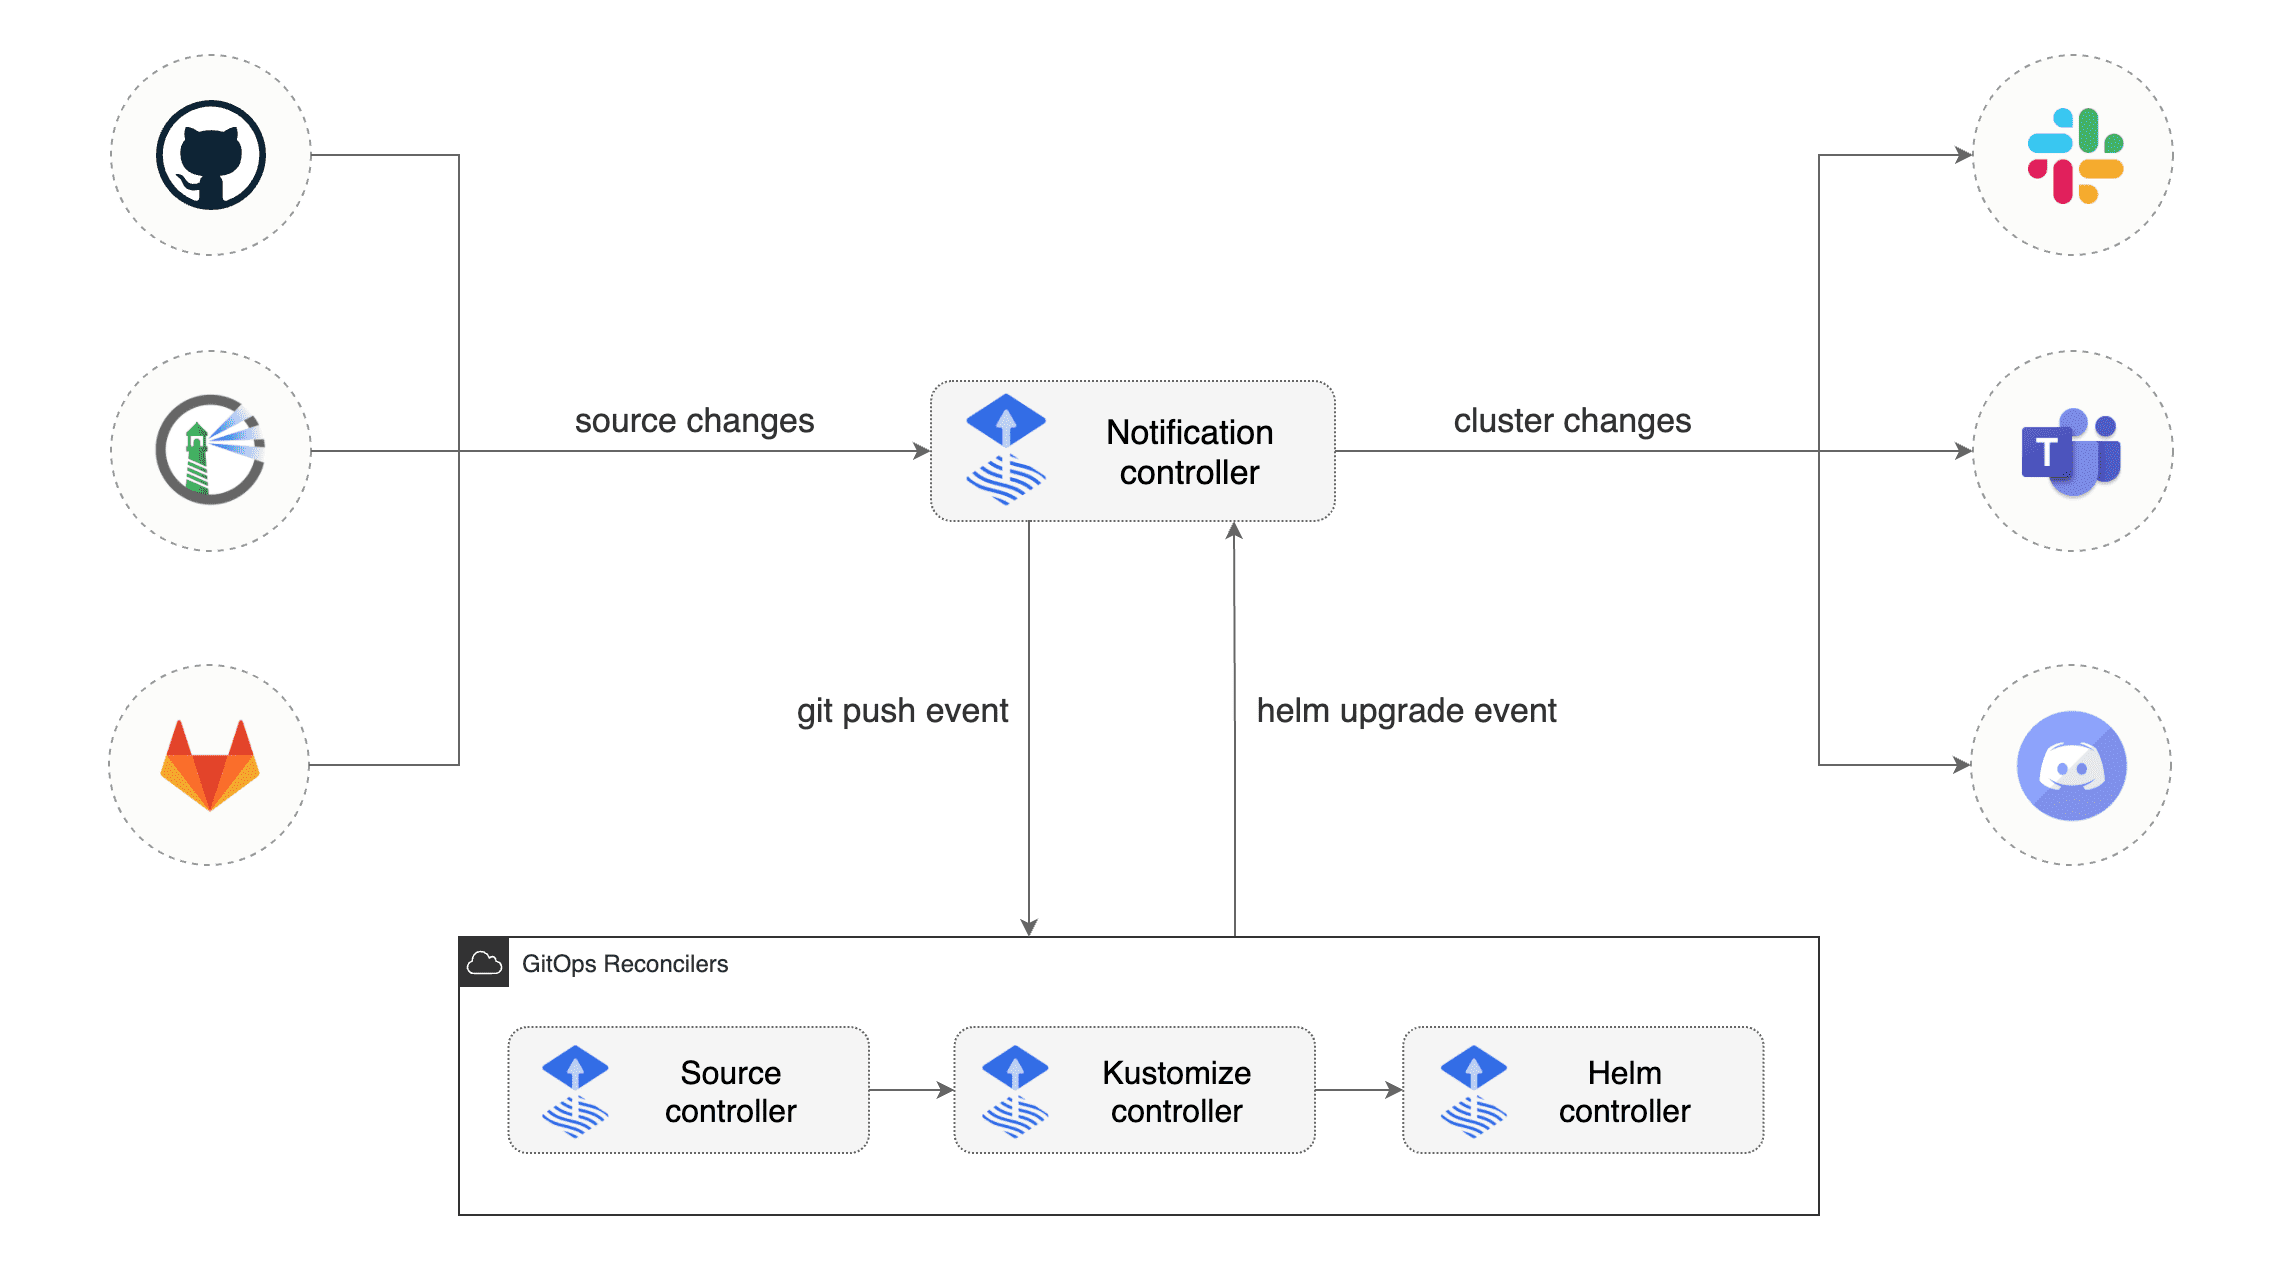 source changes
Notification
controller
cluster changes
T
git push event
helm upgrade event
GitOps Reconcilers
Source
controller
Kustomize
controller
Helm
controller